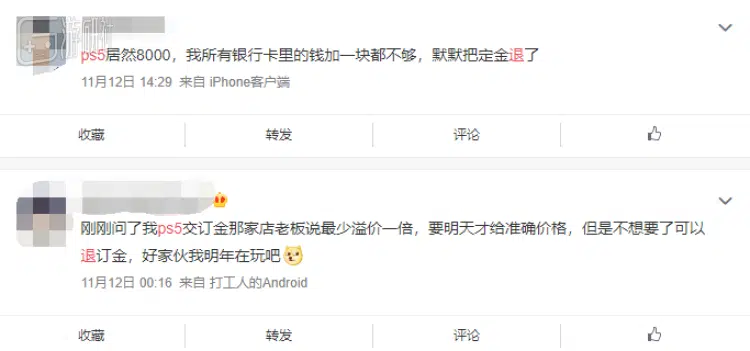 ps5居然8000，我所有银行卡里的钱加一块都不够，默默把定金退了
11月12日 14:29 来自 iPhone客户端
收藏 转发 评论
刚刚问了我ps5交订金那家店老板说最少溢价一倍，要明天才给准确价格，但是不想要了可以
退订金，好家伙我明年在玩吧
11月12日 00:16 来自 打工人的Android
收藏 转发 评论